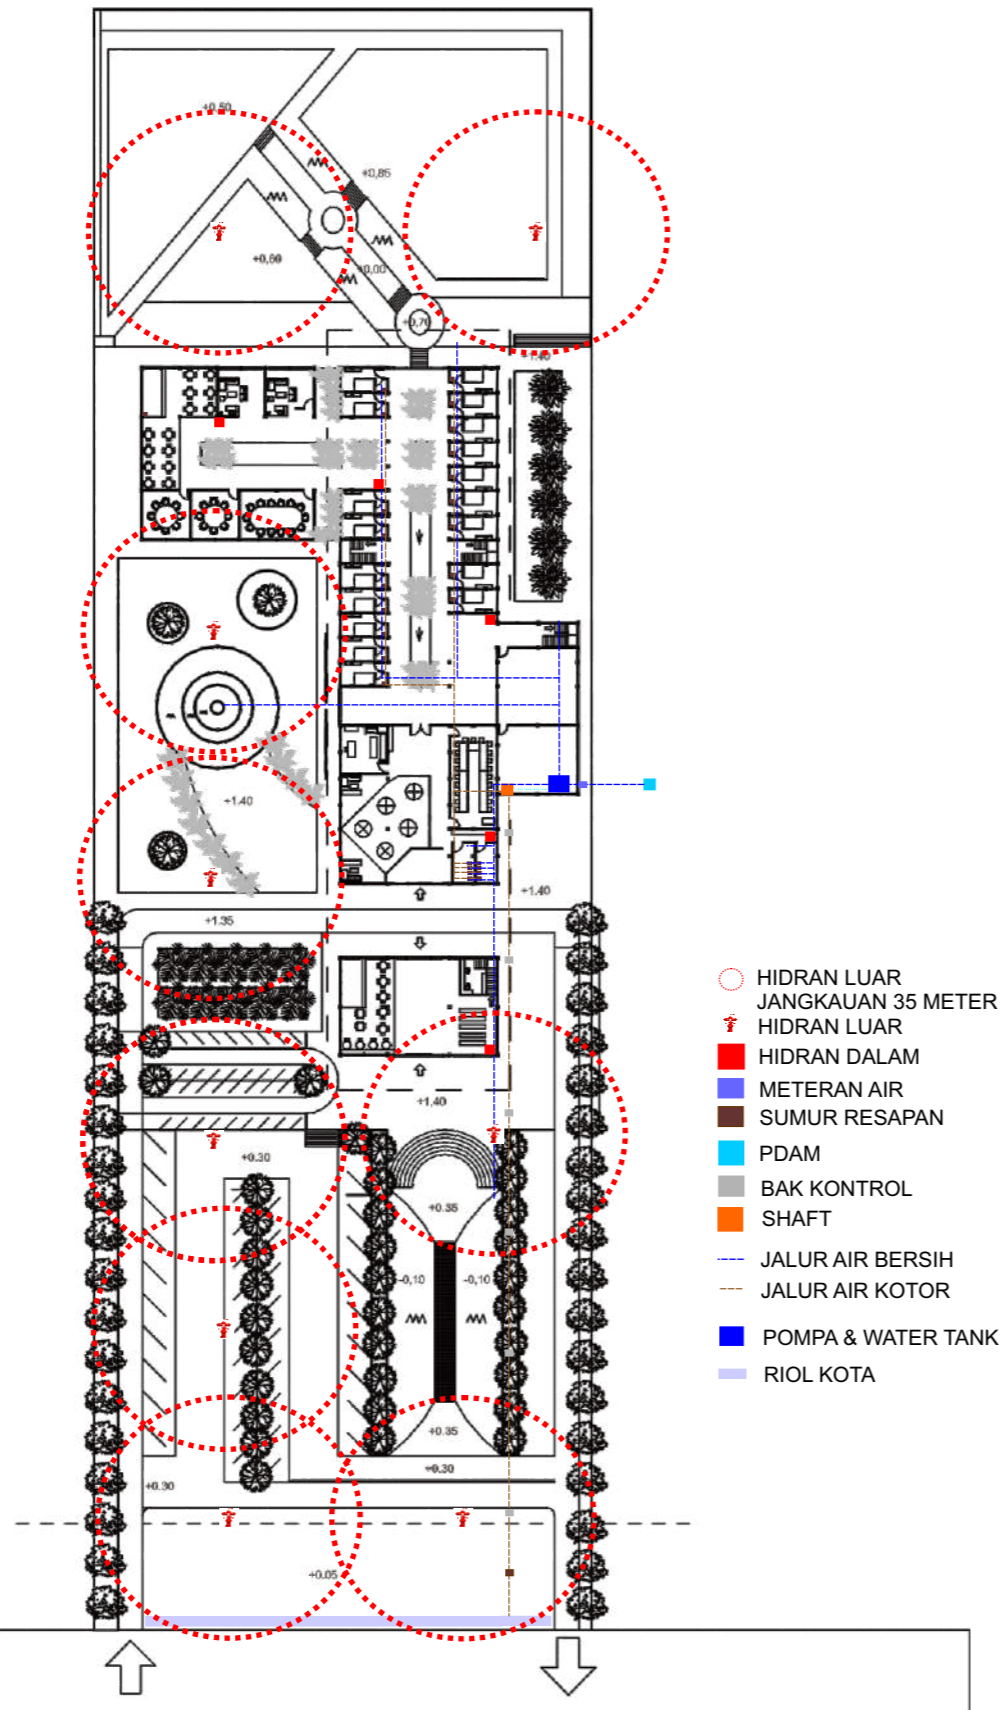 +0,50
+0,85
+0,60
+0,00
+0,70
+1.40
+1.40
+1.40
+1.35
HIDRAN LUAR
JANGKAUAN 35 METER
HIDRAN LUAR
HIDRAN DALAM
METERAN AIR
SUMUR RESAPAN
PDAM
BAK KONTROL
SHAFT
JALUR AIR BERSIH
JALUR AIR KOTOR
POMPA & WATER TANK
RIOL KOTA
+1,40
+0.30
+0.35
-0,10
-0,10
+0.35
+0.30
+0.30
+0.05